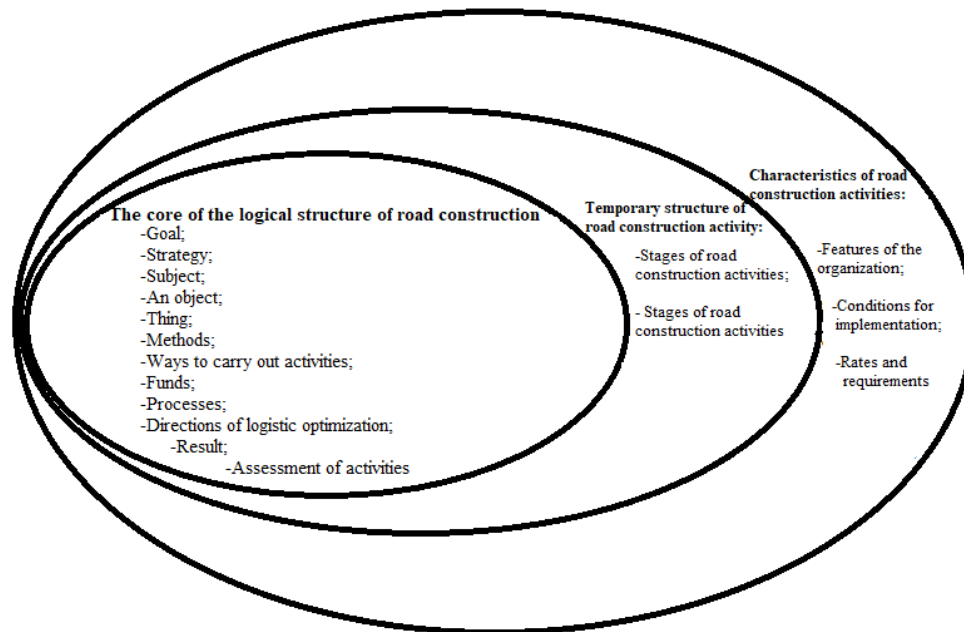 The core of the logical structure of road construction
-Goal;
-Strategy;
-Subject;
-An object;
-Thing;
-Methods;
-Ways to carry out activities;
-Funds;
-Processes;
-Directions of logistic optimization;
-Result;
-Assessment of activities
Temporary structure of
road construction activity:
-Stages of road
construction activities;
- Stages of road
construction activities
Characteristics of road
construction activities:
-Features of the
organization;
-Conditions for
implementation;
-Rates and
requirements